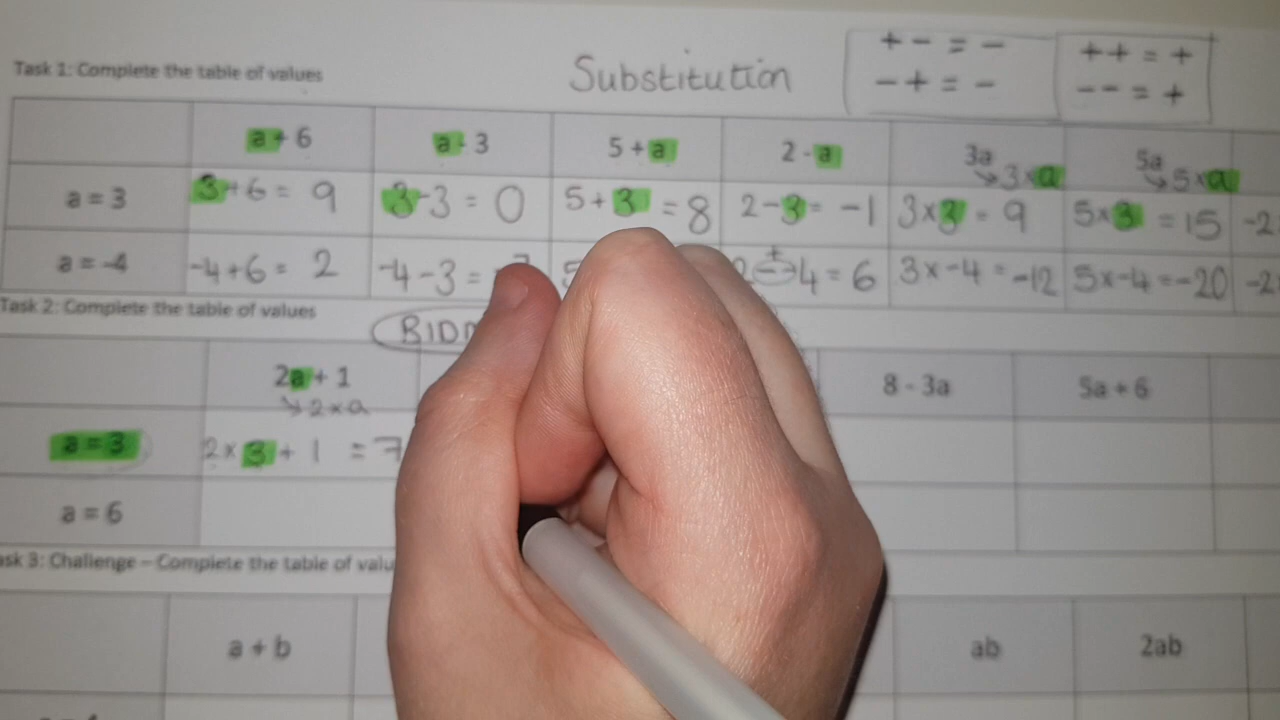 + - = -    + + = +
Task 1: Complete the table of values    Substitution    - + = -    - - = +
a + 6    a - 3    5 + a    2 - a    3a    5a
3×a    5×a
a = 3    3+6 = 9    3-3 = 0    5+3 = 8    2-3= -1    3×3 = 9    5×3 = 15    -2
a = -4    -4+6= 2    -4-3=    5    4 = 6    3×-4 = -12    5×-4=-20    -2
Task 2: Complete the table of values
2a + 1    8 - 3a    5a + 6
2×a
a = 3    2×3+ 1 = 7
a = 6
3: Challenge – Complete the table of
a + b    ab    2ab